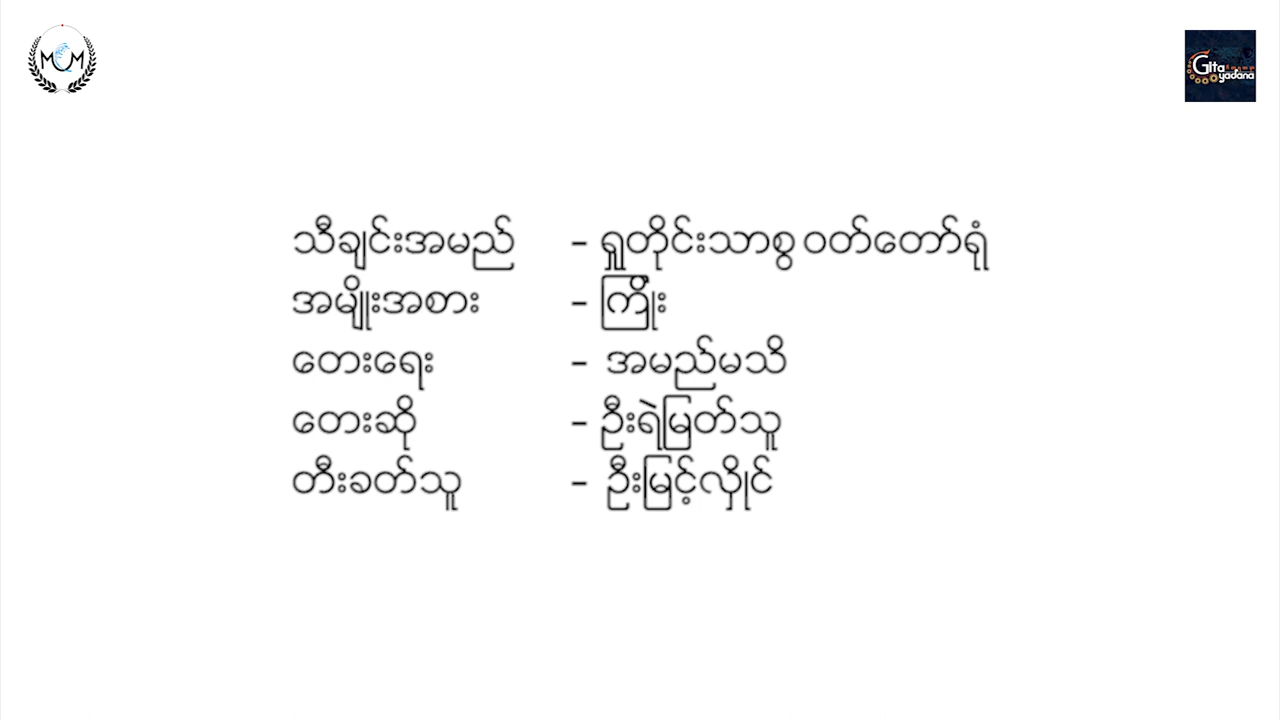 MCM
Gita
yadana
သီချင်းအမည် - ရှုတိုင်းသာစွ ဝတ်တော်ရုံ
အမျိုးအစား - ကြိုး
တေးရေး - အမည်မသိ
တေးဆို - ဦးရဲမြတ်သူ
တီးခတ်သူ - ဦးမြင့်လှိုင်